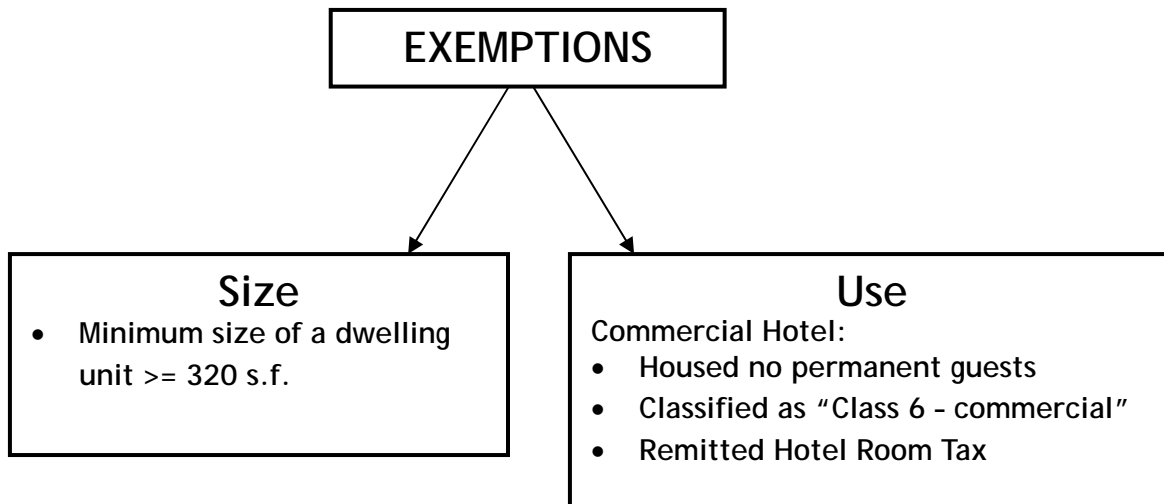 EXEMPTIONS
Size
• Minimum size of a dwelling
unit >= 320 s.f.
Use
Commercial Hotel:
• Housed no permanent guests
• Classified as “Class 6 – commercial”
• Remitted Hotel Room Tax